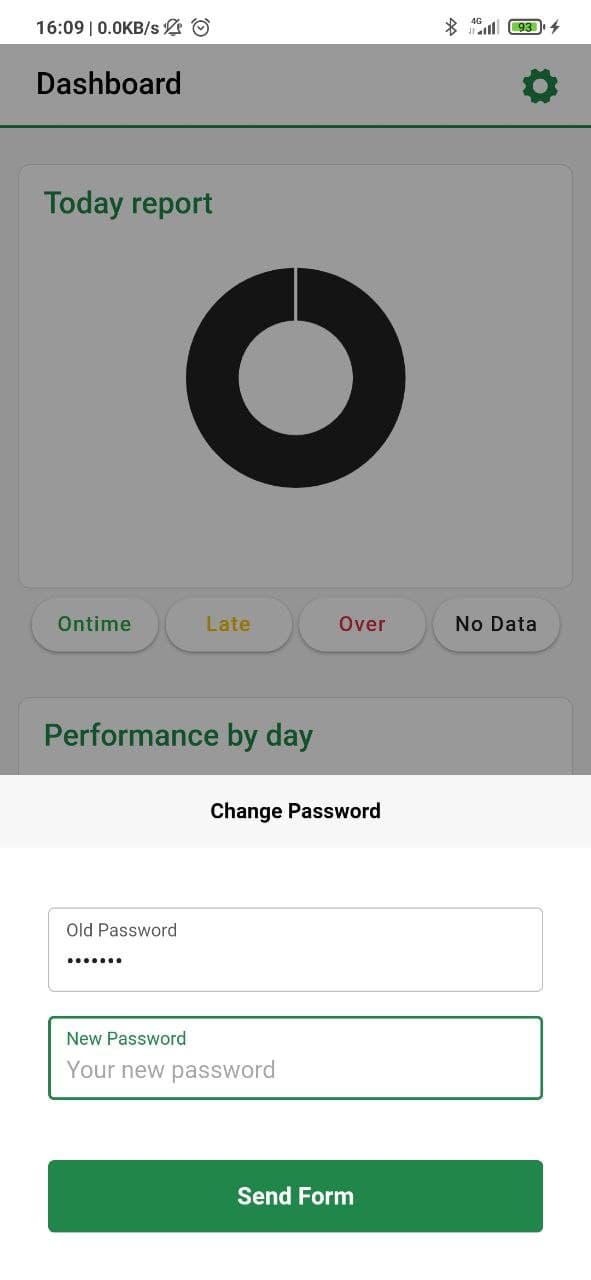 16:09 | 0.0KB/s
4G
93
Dashboard
Today report
Ontime
Late
Over
No Data
Performance by day
Change Password
Old Password
•••••••
New Password
Your new password
Send Form